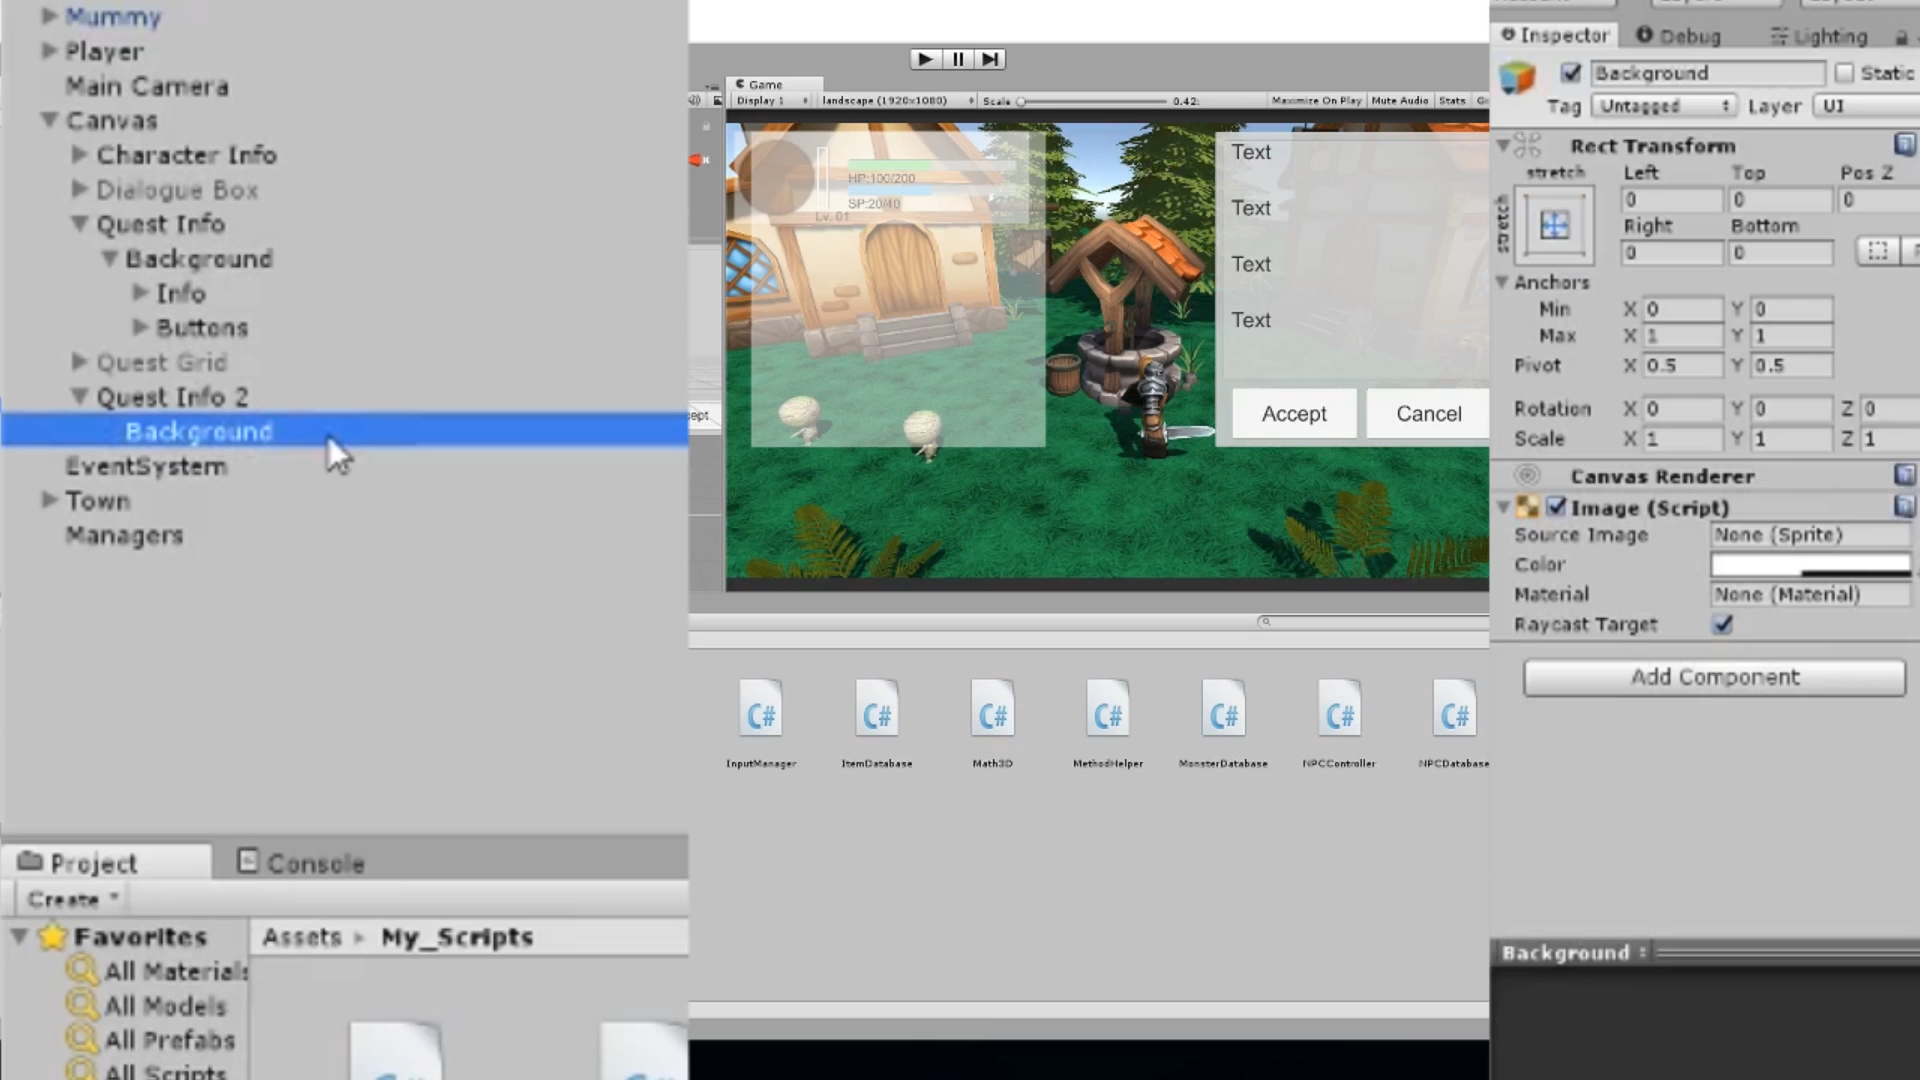 Mummy
Player
Main Camera
Canvas
Character Info
Dialogue Box
Quest Info
Background
Info
Buttons
Quest Grid
Quest Info 2
Background
EventSystem
Town
Managers
Project
Console
Create
Favorites
Assets
My_Scripts
All Materials
All Models
All Prefabs
All Scripts
Game
Display 1
landscape (1920x1080)
Scale
0.42
Maximize On Play
Mute Audio
Stats
HP:100/200
SP:20/40
Lv. 01
Text
Text
Text
Text
Accept
Cancel
C# C# C# C# C# C# C#
InputManager
ItemDatabase
Math3D
MethodHelper
MonsterDatabase
NPCController
NPCDatabase
Inspector
Debug
Lighting
Background
Static
Tag
Untagged
Layer
UI
Rect Transform
stretch
Left
Top
Pos Z
stretch
0
0
0
Right
Bottom
0
0
Anchors
Min X 0 Y 0
Max X 1 Y 1
Pivot X 0.5 Y 0.5
Rotation X 0 Y 0 Z 0
Scale X 1 Y 1 Z 1
Canvas Renderer
Image (Script)
Source Image None (Sprite)
Color
Material None (Material)
Raycast Target
Add Component
Background